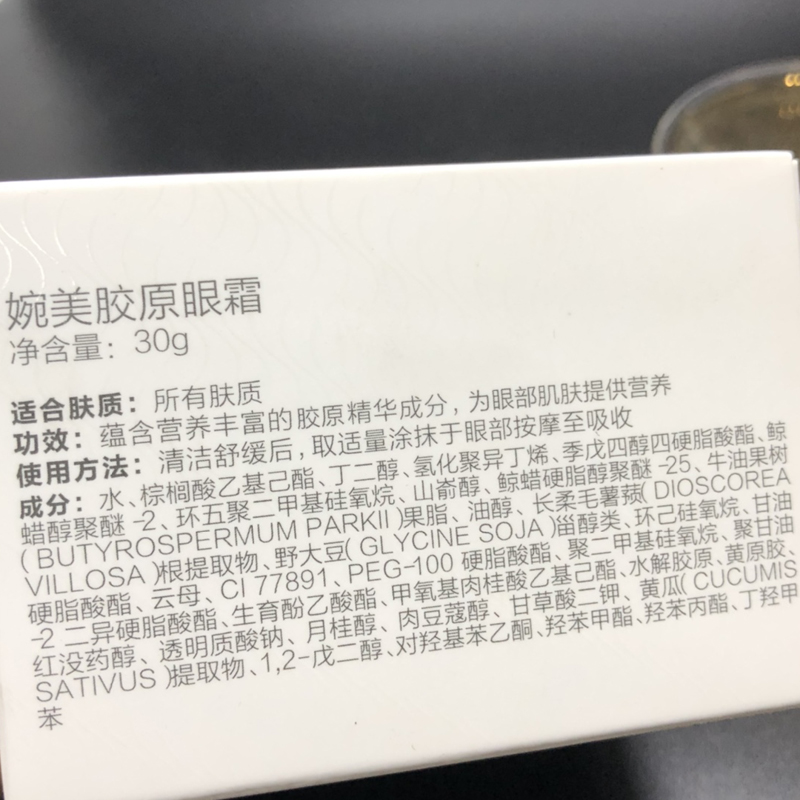 婉美胶原眼霜
净含量：30g
适合肤质：所有肤质
功效：蕴含营养丰富的胶原精华成分，为眼部肌肤提供营养
使用方法：清洁舒缓后，取适量涂抹于眼部按摩至吸收
成分：水、棕榈酸乙基己酯、丁二醇、氢化聚异丁烯、季戊四醇四硬脂酸酯、鲸
蜡醇聚醚-2、环五聚二甲基硅氧烷、山嵛醇、鲸蜡硬脂醇聚醚-25、牛油果树
(BUTYROSPERMUM PARKII)果脂、油醇、长柔毛薯蓣(DIOSCOREA
VILLOSA)根提取物、野大豆(GLYCINE SOJA)甾醇类、环己硅氧烷、甘油
硬脂酸酯、云母、CI 77891、PEG-100 硬脂酸酯、聚二甲基硅氧烷、聚甘油
-2 二异硬脂酸酯、生育酚乙酸酯、甲氧基肉桂酸乙基己酯、水解胶原、黄原胶、
红没药醇、透明质酸钠、月桂醇、肉豆蔻醇、甘草酸二钾、黄瓜(CUCUMIS
SATIVUS)提取物、1,2-戊二醇、对羟基苯乙酮、羟苯甲酯、羟苯丙酯、丁羟甲
苯